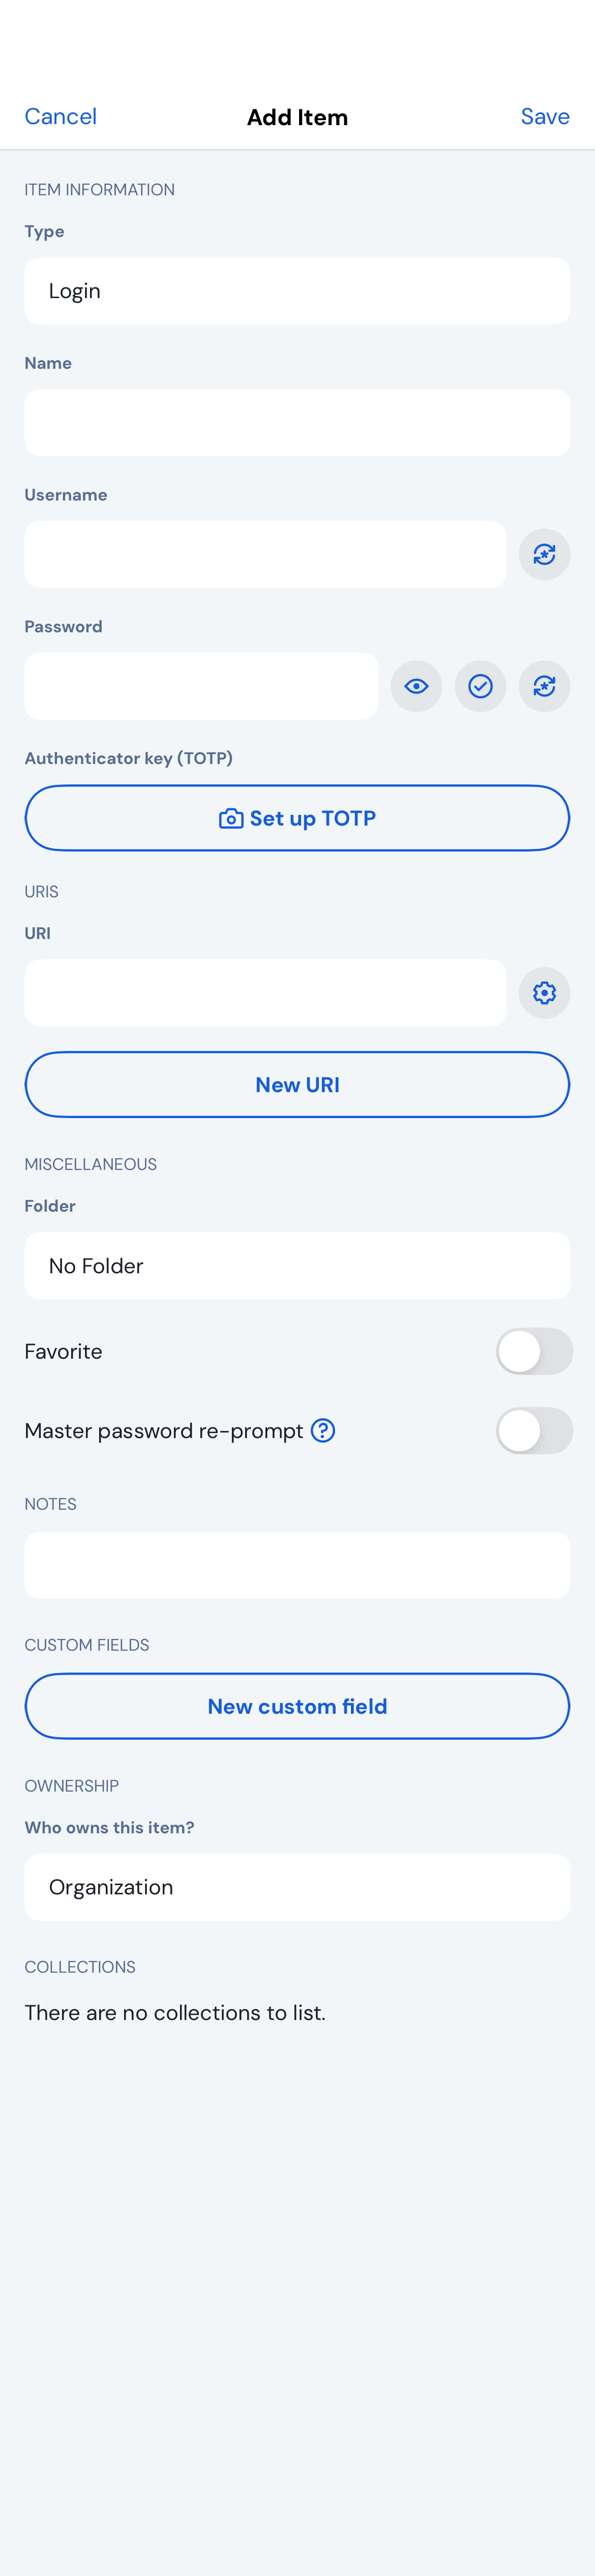 Cancel
Add Item
Save
ITEM INFORMATION
Type
Login
Name
Username
Password
Authenticator key (TOTP)
Set up TOTP
URIS
URI
New URI
MISCELLANEOUS
Folder
No Folder
Favorite
Master password re-prompt
NOTES
CUSTOM FIELDS
New custom field
OWNERSHIP
Who owns this item?
Organization
COLLECTIONS
There are no collections to list.